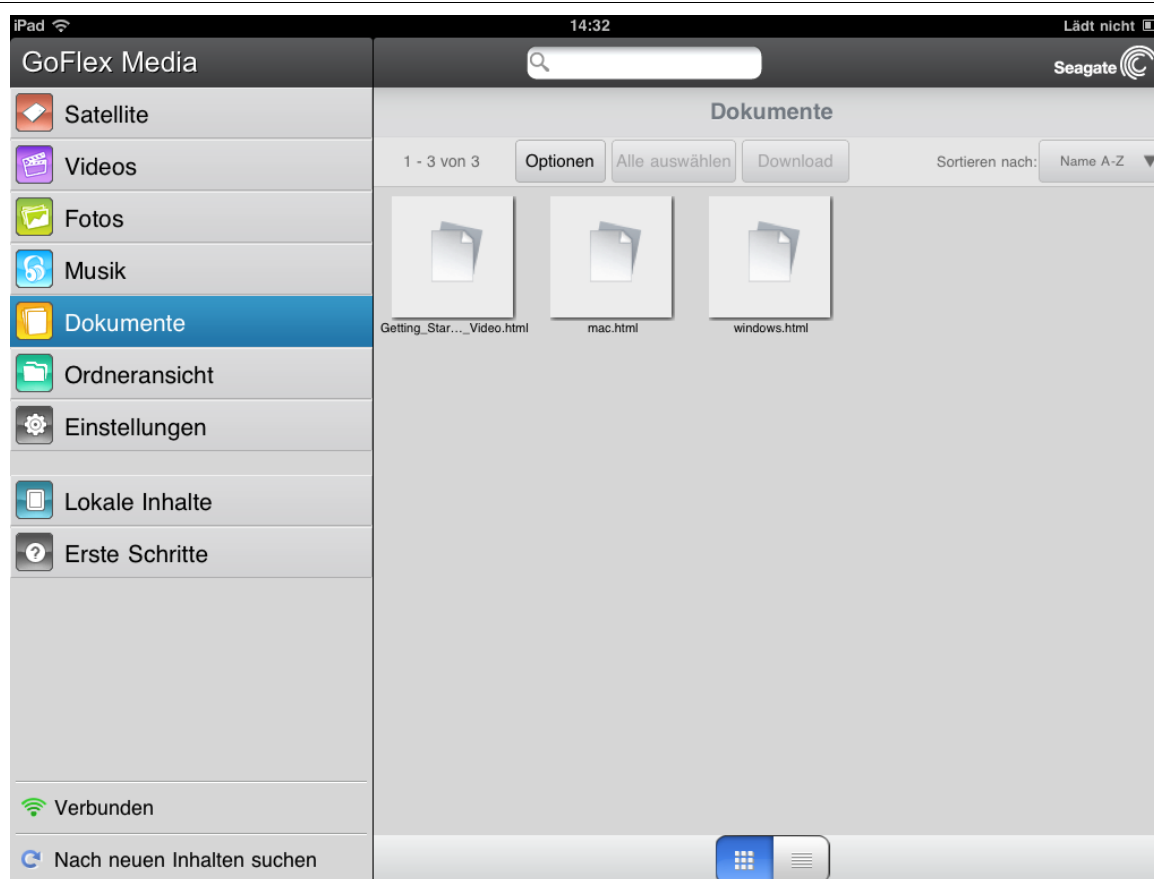 iPad
14:32
Lädt nicht
GoFlex Media
Seagate
Satellite
Videos
Fotos
Musik
Dokumente
Ordneransicht
Einstellungen
Lokale Inhalte
Erste Schritte
Verbunden
Nach neuen Inhalten suchen
Dokumente
1 - 3 von 3
Optionen
Alle auswählen
Download
Sortieren nach:
Name A-Z
Getting_Star..._Video.html
mac.html
windows.html